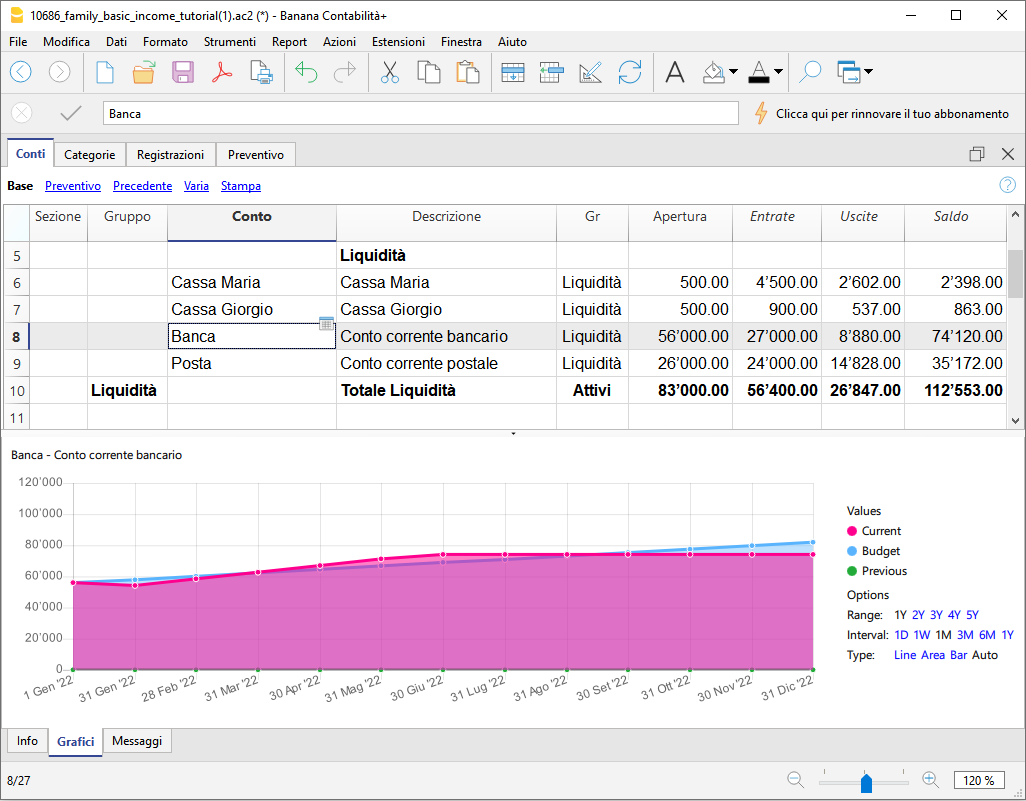 10686_family_basic_income_tutorial(1).ac2 (*) - Banana Contabilità+
File Modifica Dati Formato Strumenti Report Azioni Estensioni Finestra Aiuto
Banca Clicca qui per rinnovare il tuo abbonamento
Conti Categorie Registrazioni Preventivo
Base Preventivo Precedente Varia Stampa
Sezione Gruppo Conto Descrizione Gr Apertura Entrate Uscite Saldo
5 Liquidità
6 Cassa Maria Cassa Maria Liquidità 500.00 4’500.00 2’602.00 2’398.00
7 Cassa Giorgio Cassa Giorgio Liquidità 500.00 900.00 537.00 863.00
8 Banca Conto corrente bancario Liquidità 56’000.00 27’000.00 8’880.00 74’120.00
9 Posta Conto corrente postale Liquidità 26’000.00 24’000.00 14’828.00 35’172.00
10 Liquidità Totale Liquidità Attivi 83’000.00 56’400.00 26’847.00 112’553.00
11
Banca - Conto corrente bancario
120’000
100’000
80’000
60’000
40’000
20’000
0
1 Gen '22 31 Gen '22 28 Feb '22 31 Mar '22 30 Apr '22 31 Mag '22 30 Giu '22 31 Lug '22 31 Ago '22 30 Set '22 31 Ott '22 30 Nov '22 31 Dic '22
Values
Current
Budget
Previous
Options
Range: 1Y 2Y 3Y 4Y 5Y
Interval: 1D 1W 1M 3M 6M 1Y
Type: Line Area Bar Auto
Info Grafici Messaggi
8/27 120 %